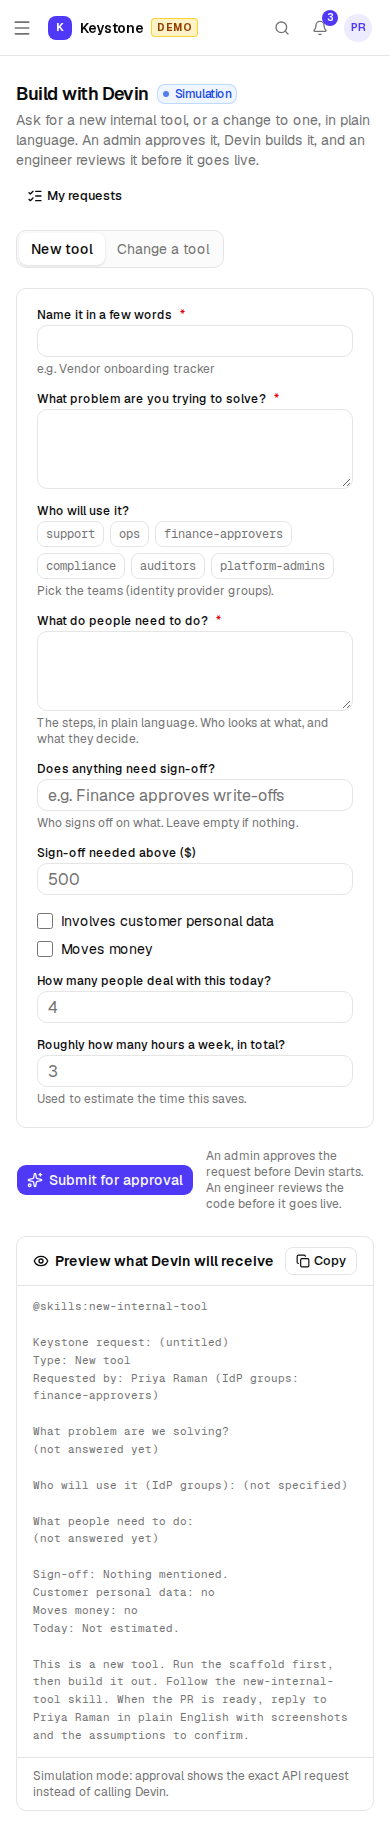 K Keystone DEMO 3 PR
Build with Devin Simulation
Ask for a new internal tool, or a change to one, in plain
language. An admin approves it, Devin builds it, and an
engineer reviews it before it goes live.
My requests
New tool Change a tool
Name it in a few words *
e.g. Vendor onboarding tracker
What problem are you trying to solve? *
Who will use it?
support ops finance-approvers
compliance auditors platform-admins
Pick the teams (identity provider groups).
What do people need to do? *
The steps, in plain language. Who looks at what, and
what they decide.
Does anything need sign-off?
e.g. Finance approves write-offs
Who signs off on what. Leave empty if nothing.
Sign-off needed above ($)
500
Involves customer personal data
Moves money
How many people deal with this today?
4
Roughly how many hours a week, in total?
3
Used to estimate the time this saves.
Submit for approval
An admin approves the
request before Devin starts.
An engineer reviews the
code before it goes live.
Preview what Devin will receive Copy
@skills:new-internal-tool
Keystone request: (untitled)
Type: New tool
Requested by: Priya Raman (IdP groups:
finance-approvers)
What problem are we solving?
(not answered yet)
Who will use it (IdP groups): (not specified)
What people need to do:
(not answered yet)
Sign-off: Nothing mentioned.
Customer personal data: no
Moves money: no
Today: Not estimated.
This is a new tool. Run the scaffold first,
then build it out. Follow the new-internal-
tool skill. When the PR is ready, reply to
Priya Raman in plain English with screenshots
and the assumptions to confirm.
Simulation mode: approval shows the exact API request
instead of calling Devin.